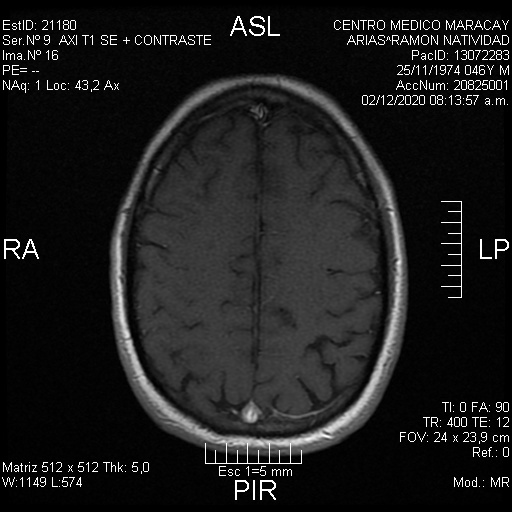 EstID: 21180
Ser.Nº 9 AXI T1 SE + CONTRASTE
Ima.Nº 16
PE= --
NAq: 1 Loc: 43,2 Ax
ASL
CENTRO MEDICO MARACAY
ARIAS^RAMON NATIVIDAD
PacID: 13072283
25/11/1974 046Y M
AccNum: 20825001
02/12/2020 08:13:57 a.m.
RA
LP
TI: 0 FA: 90
TR: 400 TE: 12
FOV: 24 x 23,9 cm
Ref.: 0
Matriz 512 x 512 Thk: 5,0
W:1149 L:574
Esc 1=5 mm
PIR
Mod.: MR